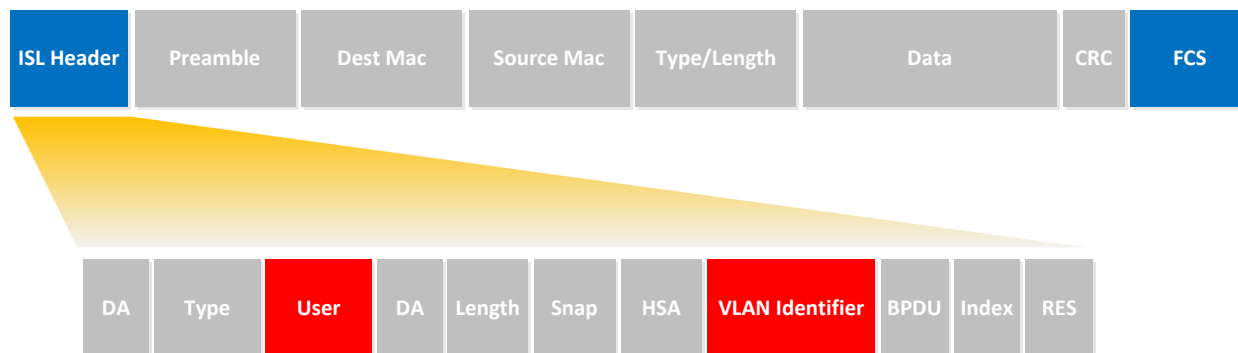 ISL Header Preamble Dest Mac Source Mac Type/Length Data CRC FCS
DA Type User DA Length Snap HSA VLAN Identifier BPDU Index RES